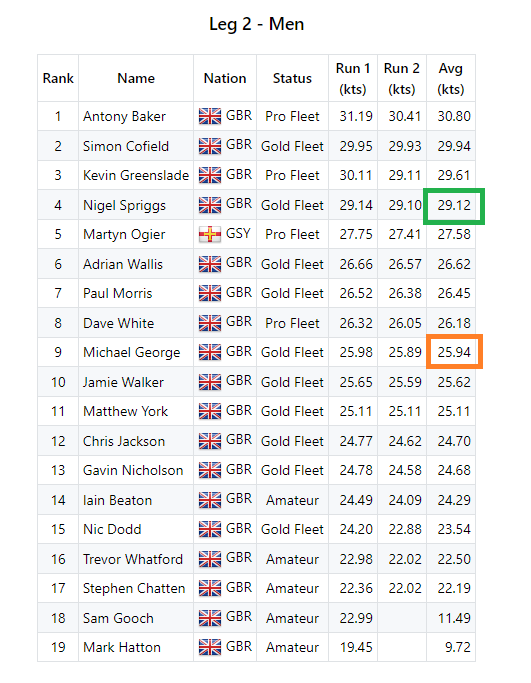 Leg 2 - Men
Rank Name Nation Status Run 1 (kts) Run 2 (kts) Avg (kts)
1 Antony Baker GBR Pro Fleet 31.19 30.41 30.80
2 Simon Cofield GBR Gold Fleet 29.95 29.93 29.94
3 Kevin Greenslade GBR Pro Fleet 30.11 29.11 29.61
4 Nigel Spriggs GBR Gold Fleet 29.14 29.10 29.12
5 Martyn Ogier GSY Pro Fleet 27.75 27.41 27.58
6 Adrian Wallis GBR Gold Fleet 26.66 26.57 26.62
7 Paul Morris GBR Gold Fleet 26.52 26.38 26.45
8 Dave White GBR Pro Fleet 26.32 26.05 26.18
9 Michael George GBR Gold Fleet 25.98 25.89 25.94
10 Jamie Walker GBR Gold Fleet 25.65 25.59 25.62
11 Matthew York GBR Gold Fleet 25.11 25.11 25.11
12 Chris Jackson GBR Gold Fleet 24.77 24.62 24.70
13 Gavin Nicholson GBR Gold Fleet 24.78 24.58 24.68
14 Iain Beaton GBR Amateur 24.49 24.09 24.29
15 Nic Dodd GBR Gold Fleet 24.20 22.88 23.54
16 Trevor Whatford GBR Amateur 22.98 22.02 22.50
17 Stephen Chatten GBR Amateur 22.36 22.02 22.19
18 Sam Gooch GBR Amateur 22.99 11.49
19 Mark Hatton GBR Amateur 19.45 9.72